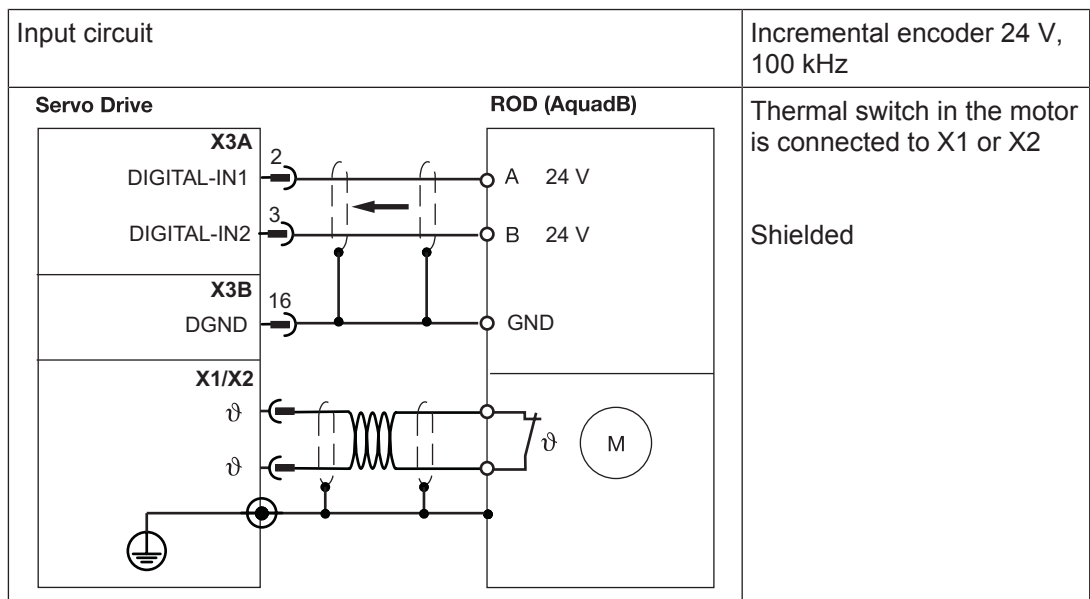 Input circuit
Incremental encoder 24 V,
100 kHz
Servo Drive
ROD (AquadB)
Thermal switch in the motor
is connected to X1 or X2
Shielded
X3A
DIGITAL-IN1 2 A 24 V
DIGITAL-IN2 3 B 24 V
X3B
DGND 16 GND
X1/X2
ϑ
ϑ
ϑ M